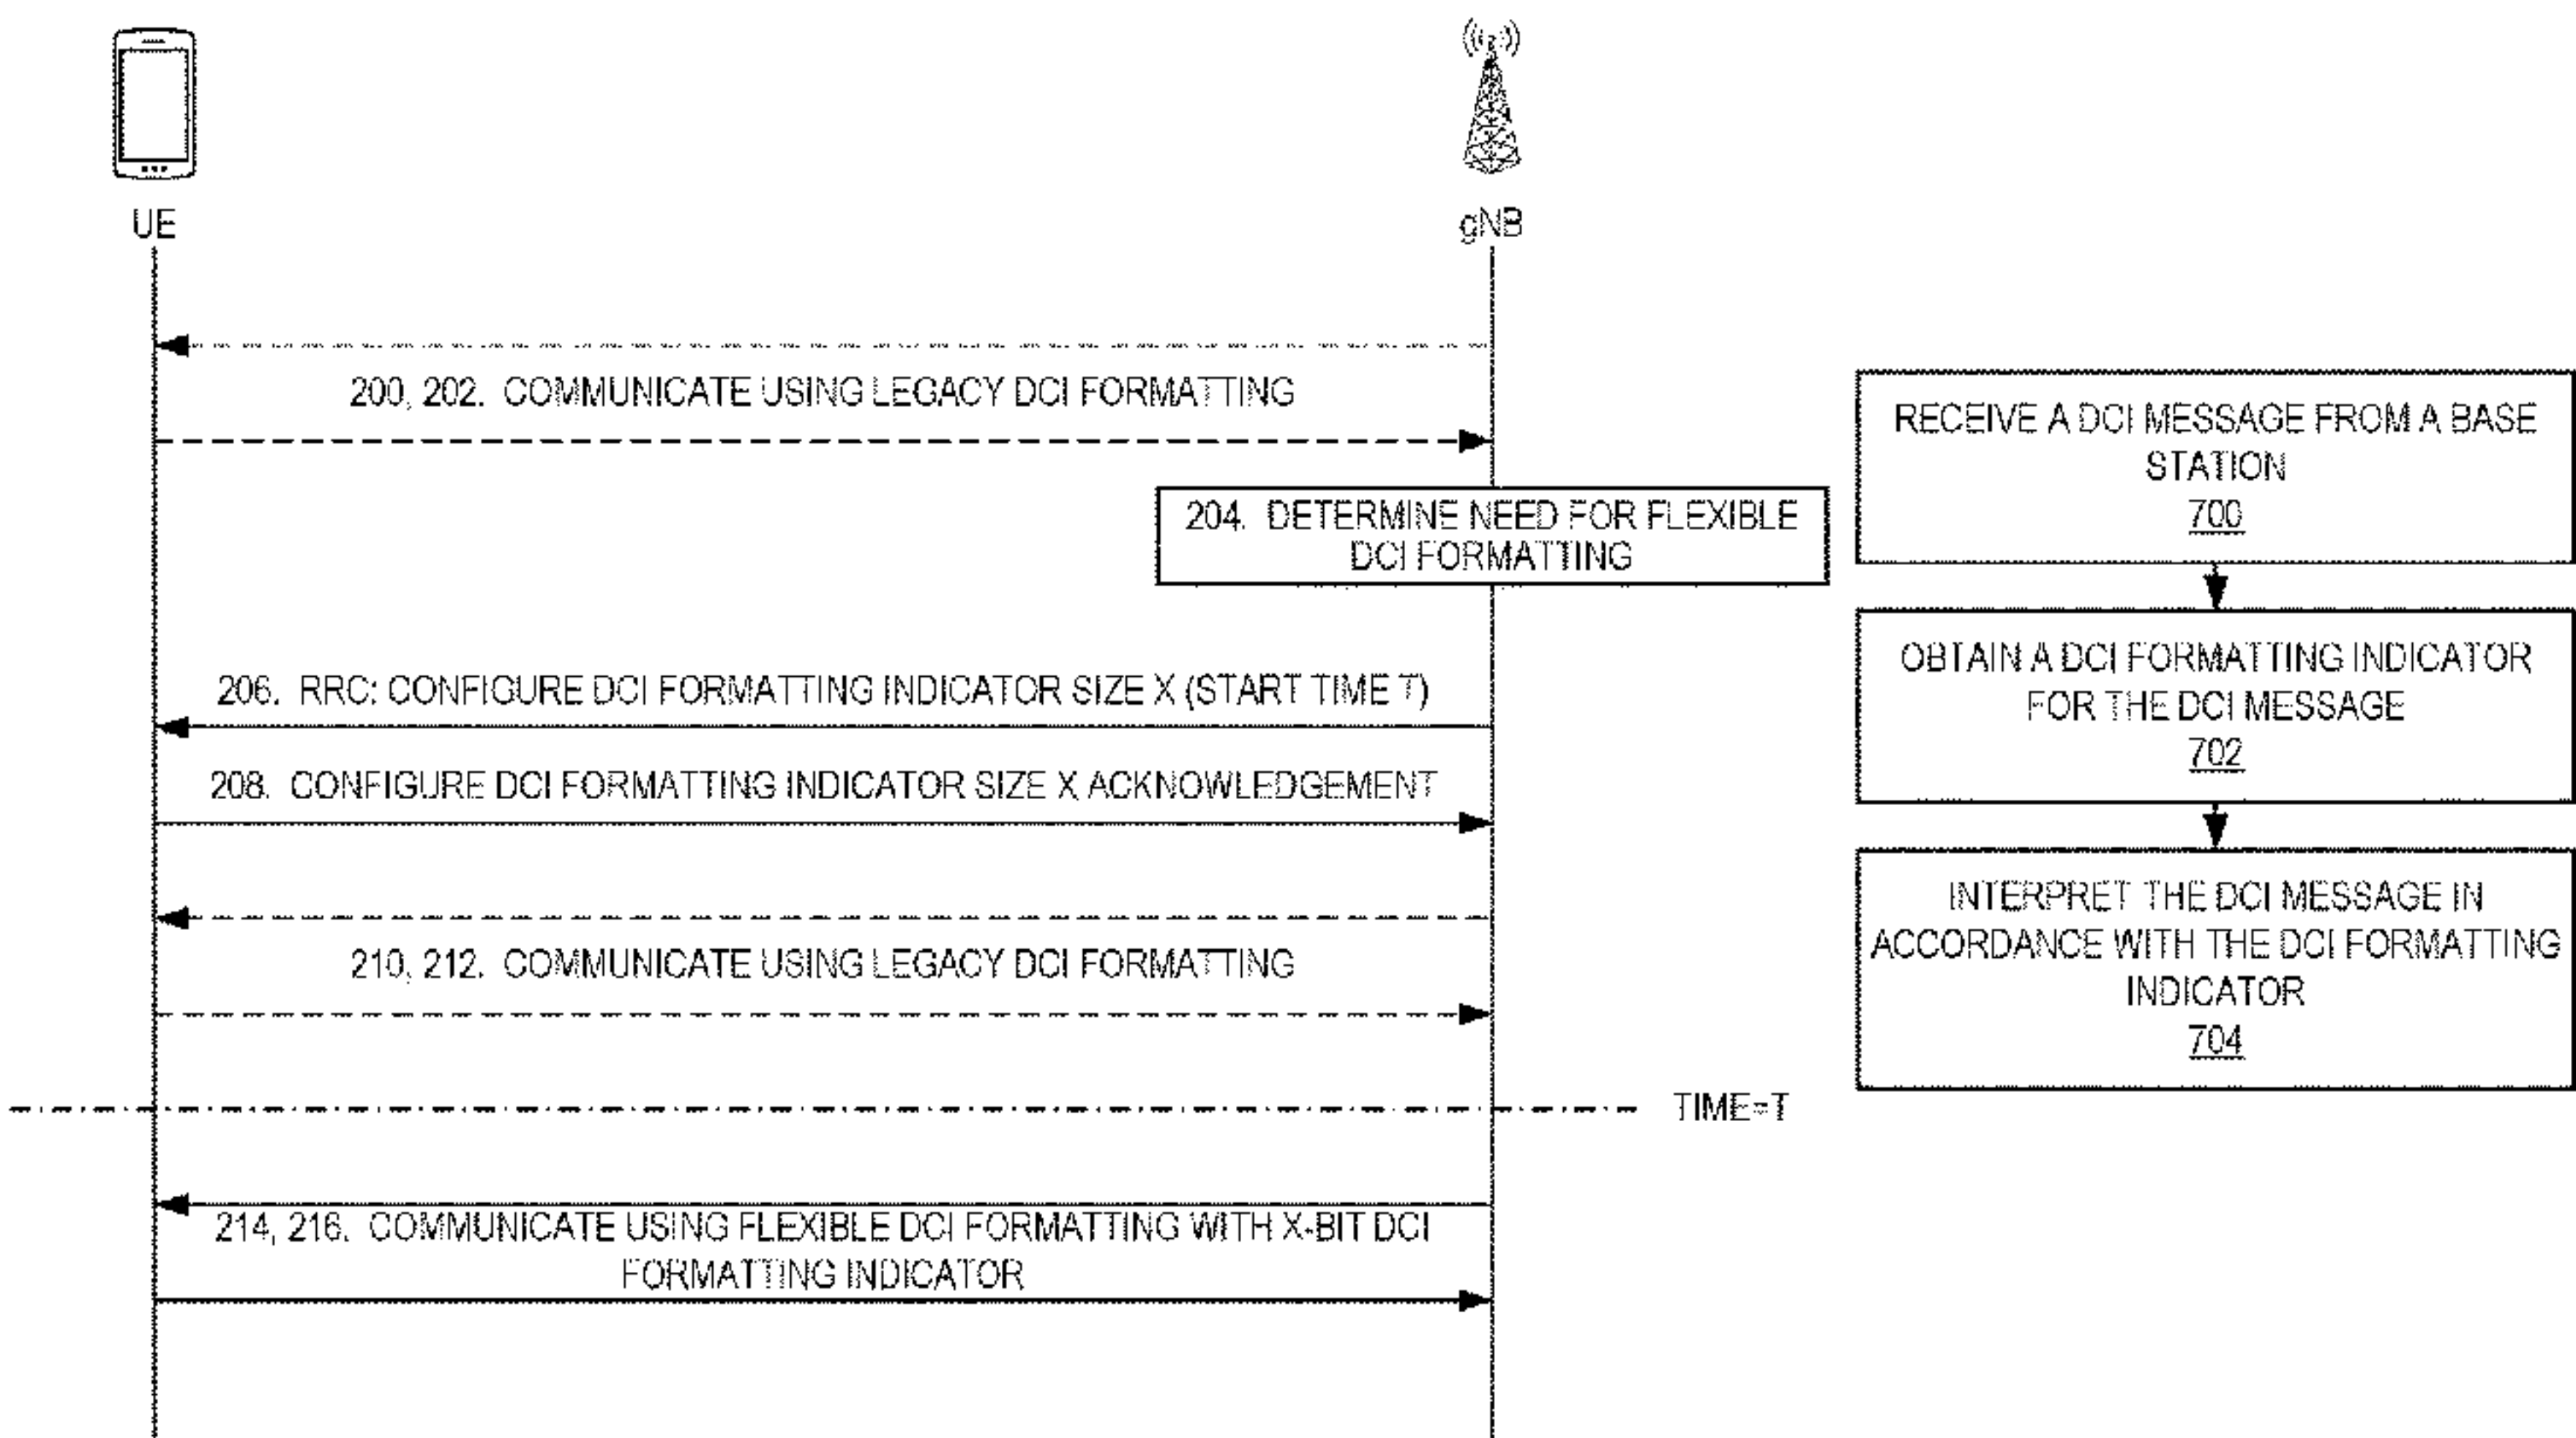 UE
gNB
200, 202. COMMUNICATE USING LEGACY DCI FORMATTING
204. DETERMINE NEED FOR FLEXIBLE
DCI FORMATTING
206. RRC: CONFIGURE DCI FORMATTING INDICATOR SIZE X (START TIME T)
208. CONFIGURE DCI FORMATTING INDICATOR SIZE X ACKNOWLEDGEMENT
210, 212. COMMUNICATE USING LEGACY DCI FORMATTING
TIME=T
214, 216. COMMUNICATE USING FLEXIBLE DCI FORMATTING WITH X-BIT DCI
FORMATTING INDICATOR
RECEIVE A DCI MESSAGE FROM A BASE
STATION
700
OBTAIN A DCI FORMATTING INDICATOR
FOR THE DCI MESSAGE
702
INTERPRET THE DCI MESSAGE IN
ACCORDANCE WITH THE DCI FORMATTING
INDICATOR
704